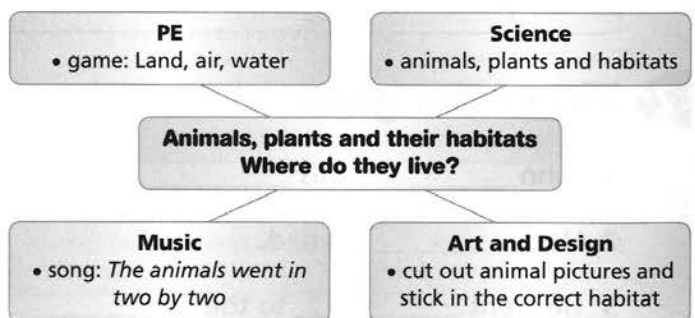 PE
• game: Land, air, water
Science
• animals, plants and habitats
Animals, plants and their habitats
Where do they live?
Music
• song: The animals went in
two by two
Art and Design
• cut out animal pictures and
stick in the correct habitat